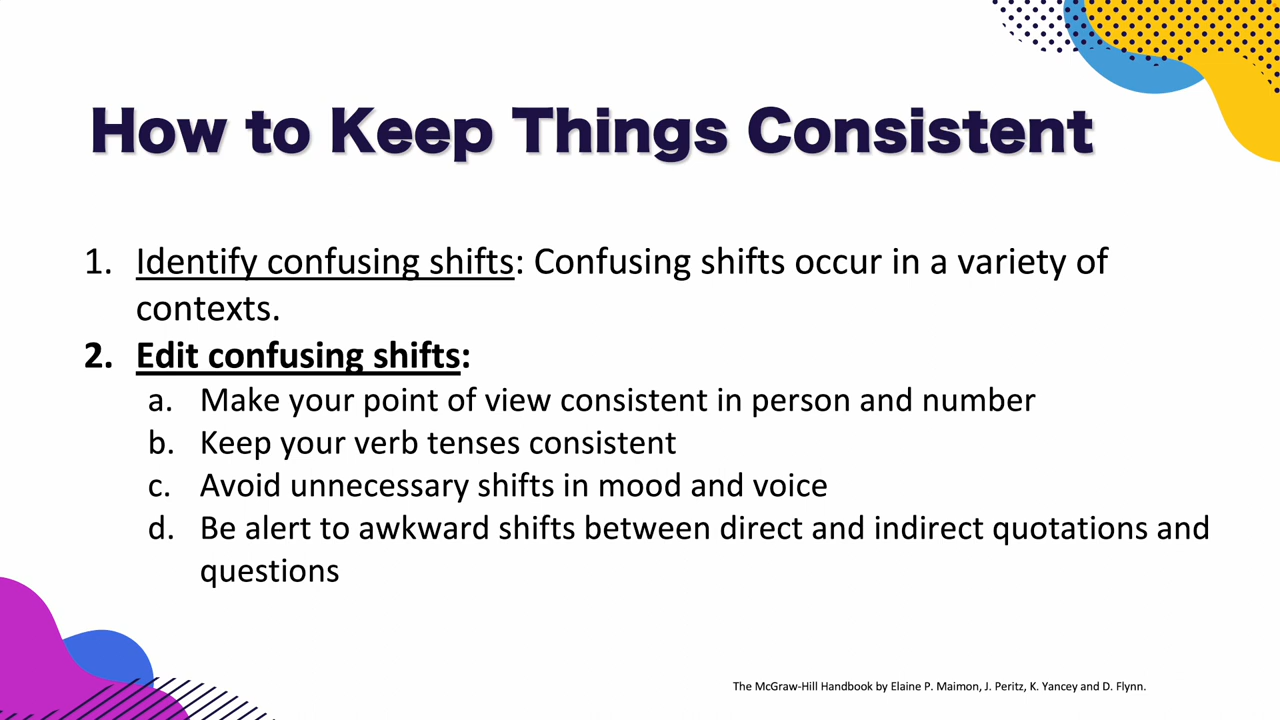 How to Keep Things Consistent
1. Identify confusing shifts: Confusing shifts occur in a variety of
contexts.
2. Edit confusing shifts:
a. Make your point of view consistent in person and number
b. Keep your verb tenses consistent
c. Avoid unnecessary shifts in mood and voice
d. Be alert to awkward shifts between direct and indirect quotations and
questions
The McGraw-Hill Handbook by Elaine P. Maimon, J. Peritz, K. Yancey and D. Flynn.